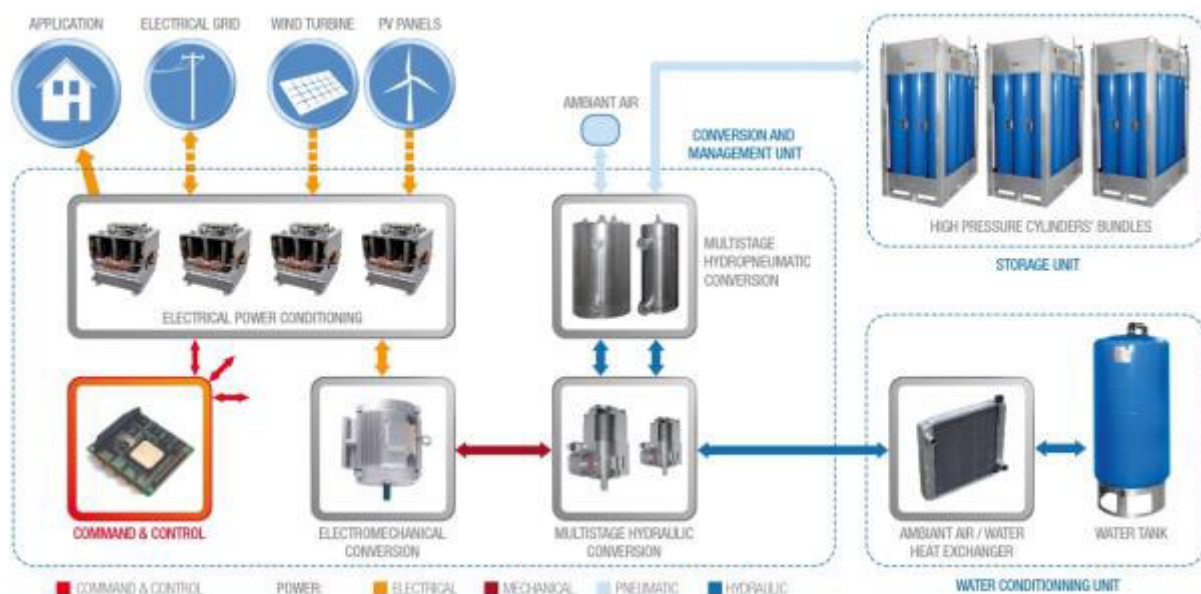 APPLICATION
ELECTRICAL GRID
WIND TURBINE
PV PANELS
AMBIANT AIR
CONVERSION AND
MANAGEMENT UNIT
HIGH PRESSURE CYLINDERS' BUNDLES
STORAGE UNIT
MULTISTAGE
HYDROPNEUMATIC
CONVERSION
ELECTRICAL POWER CONDITIONING
COMMAND & CONTROL
ELECTROMECHANICAL
CONVERSION
MULTISTAGE HYDRAULIC
CONVERSION
AMBIANT AIR / WATER
HEAT EXCHANGER
WATER TANK
WATER CONDITIONNING UNIT
COMMAND & CONTROL
POWER:
ELECTRICAL
MECHANICAL
PNEUMATIC
HYDRAULIC